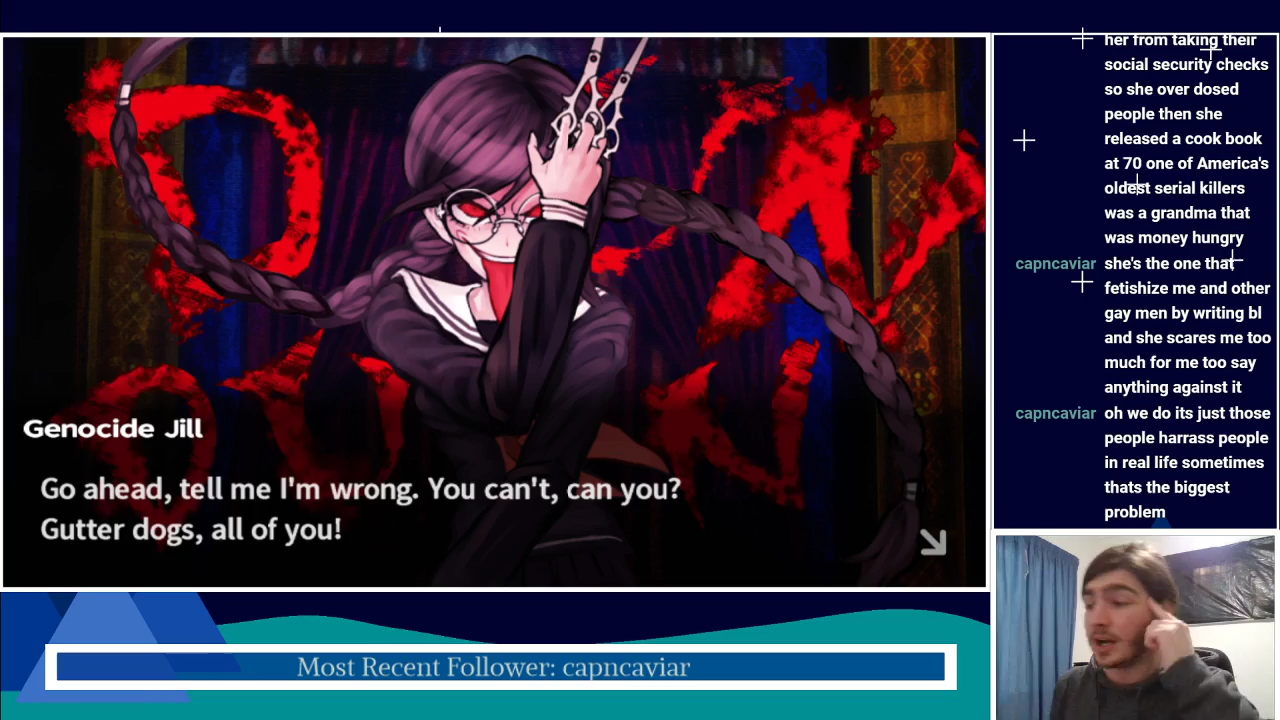 her from taking their
social security checks
so she over dosed
people then she
released a cook book
at 70 one of America's
oldest serial killers
was a grandma that
was money hungry
capncaviar she's the one that
fetishize me and other
gay men by writing bl
and she scares me too
much for me too say
anything against it
capncaviar oh we do its just those
people harrass people
in real life sometimes
thats the biggest
problem
Genocide Jill
Go ahead, tell me I'm wrong. You can't, can you?
Gutter dogs, all of you!
Most Recent Follower: capncaviar